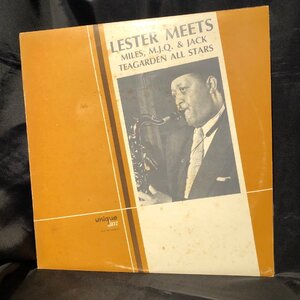 LESTER MEETS
MILES, M.J.Q. & JACK
TEAGARDEN ALL STARS
unique
jazz